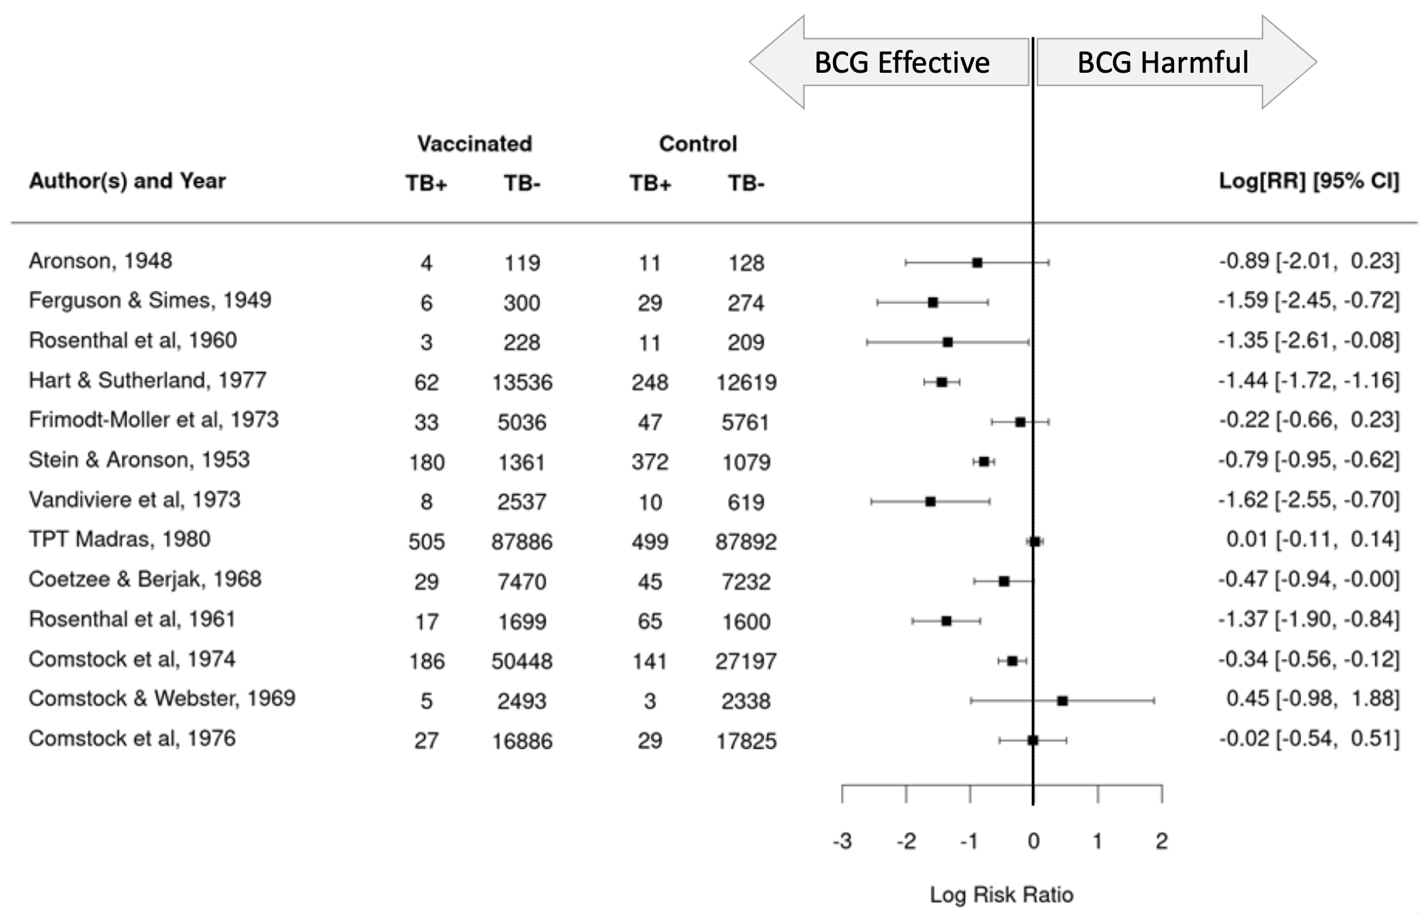 BCG Effective BCG Harmful
Vaccinated Control
Author(s) and Year TB+ TB- TB+ TB- Log[RR] [95% CI]
Aronson, 1948 4 119 11 128 -0.89 [-2.01, 0.23]
Ferguson & Simes, 1949 6 300 29 274 -1.59 [-2.45, -0.72]
Rosenthal et al, 1960 3 228 11 209 -1.35 [-2.61, -0.08]
Hart & Sutherland, 1977 62 13536 248 12619 -1.44 [-1.72, -1.16]
Frimodt-Moller et al, 1973 33 5036 47 5761 -0.22 [-0.66, 0.23]
Stein & Aronson, 1953 180 1361 372 1079 -0.79 [-0.95, -0.62]
Vandiviere et al, 1973 8 2537 10 619 -1.62 [-2.55, -0.70]
TPT Madras, 1980 505 87886 499 87892 0.01 [-0.11, 0.14]
Coetzee & Berjak, 1968 29 7470 45 7232 -0.47 [-0.94, -0.00]
Rosenthal et al, 1961 17 1699 65 1600 -1.37 [-1.90, -0.84]
Comstock et al, 1974 186 50448 141 27197 -0.34 [-0.56, -0.12]
Comstock & Webster, 1969 5 2493 3 2338 0.45 [-0.98, 1.88]
Comstock et al, 1976 27 16886 29 17825 -0.02 [-0.54, 0.51]
-3 -2 -1 0 1 2
Log Risk Ratio